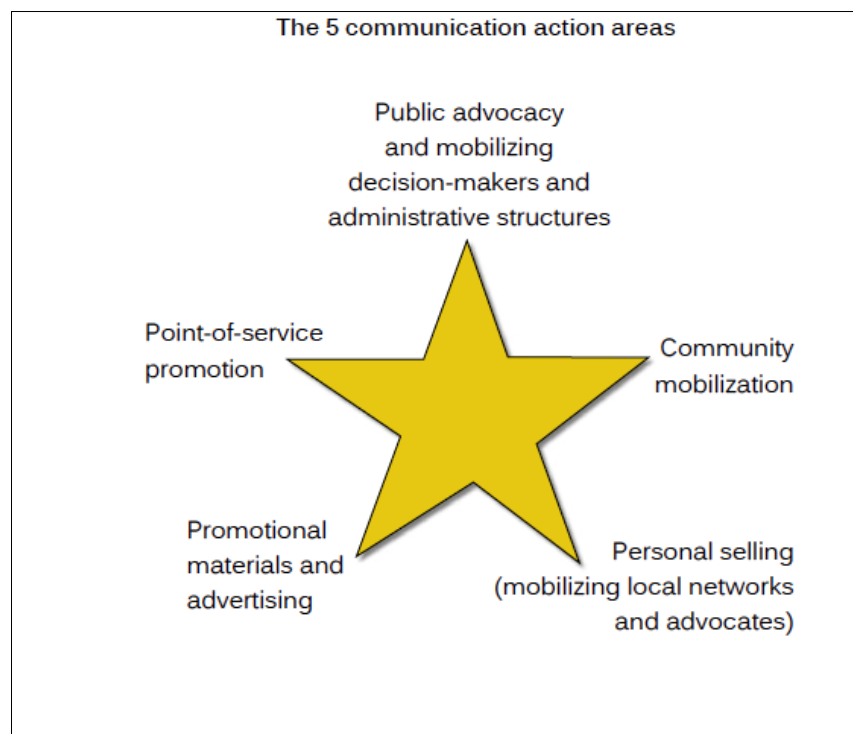 The 5 communication action areas
Public advocacy
and mobilizing
decision-makers and
administrative structures
Point-of-service
promotion
Community
mobilization
Promotional
materials and
advertising
Personal selling
(mobilizing local networks
and advocates)